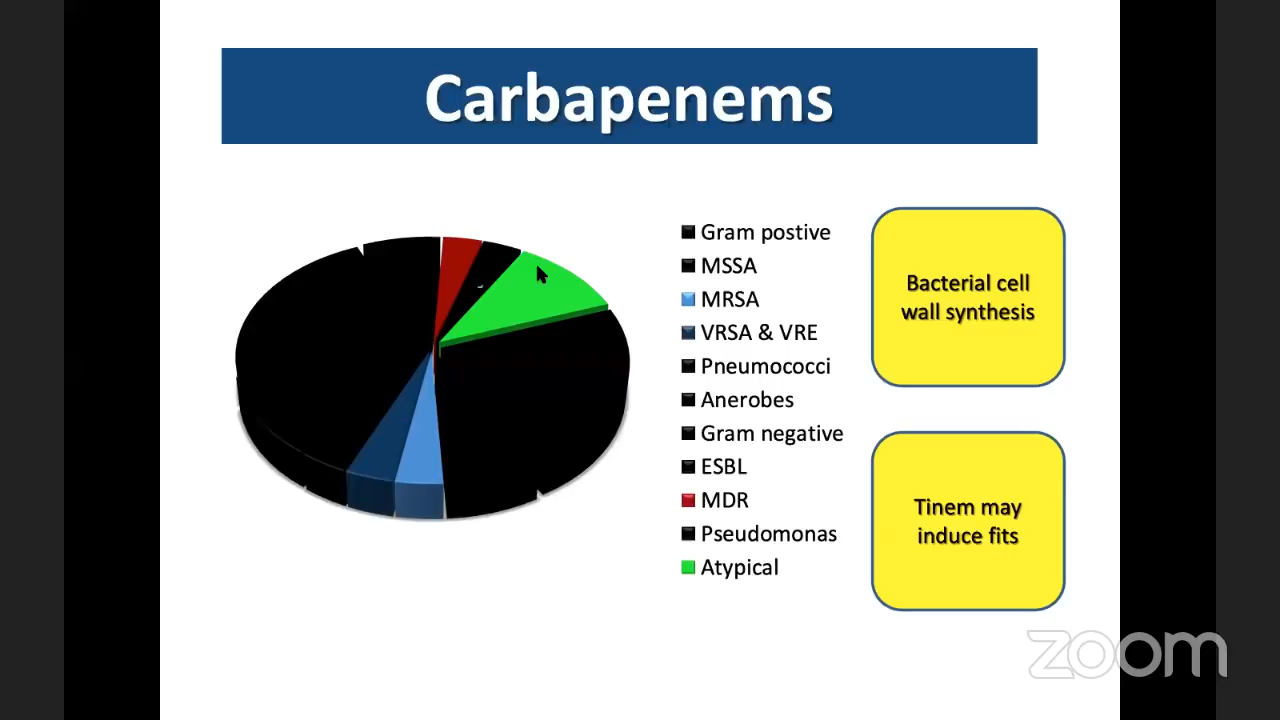 Carbapenems
Gram postive
MSSA
MRSA
VRSA & VRE
Pneumococci
Anerobes
Gram negative
ESBL
MDR
Pseudomonas
Atypical
Bacterial cell
wall synthesis
Tinem may
induce fits
zoom